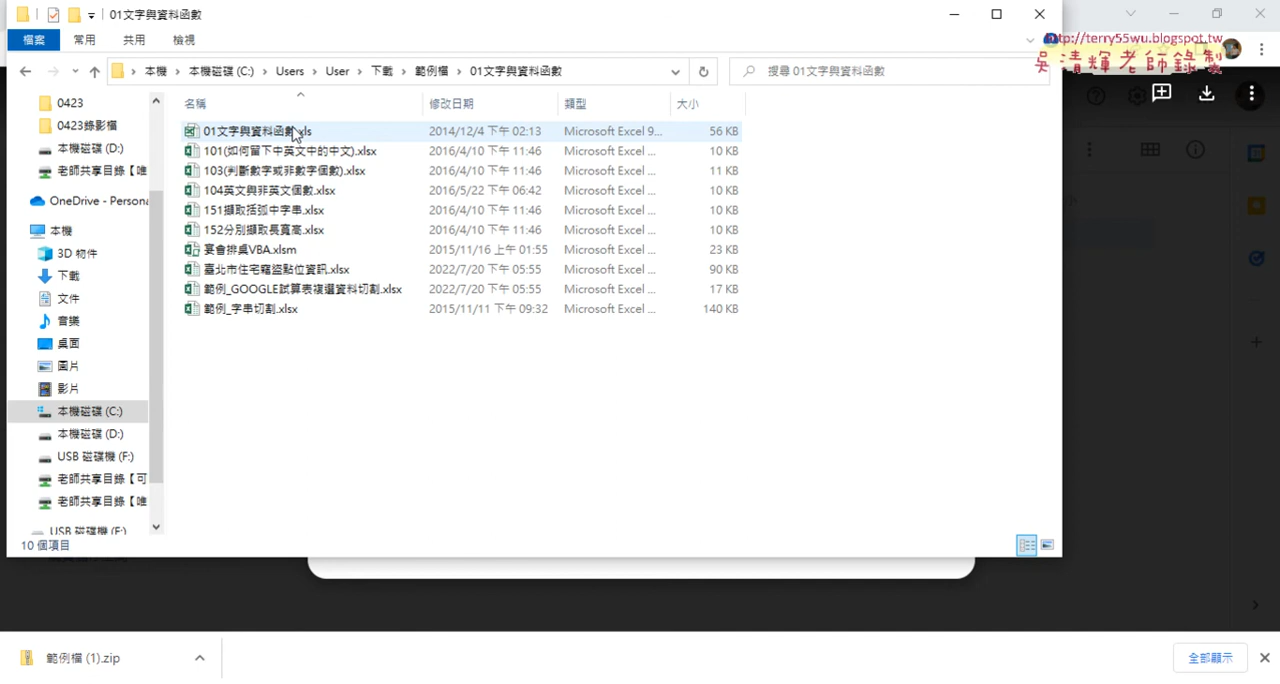 01文字與資料函數
http://terry55wu.blogspot.tw
吳清輝老師錄製
檔案 常用 共用 檢視
本機 本機磁碟 (C:) Users User 下載 範例檔 01文字與資料函數 搜尋 01文字與資料函數
名稱 修改日期 類型 大小
01文字與資料函數.xls 2014/12/4 下午 02:13 Microsoft Excel 9... 56 KB
101(如何留下中英文中的中文).xlsx 2016/4/10 下午 11:46 Microsoft Excel ... 10 KB
103(判斷數字或非數字個數).xlsx 2016/4/10 下午 11:46 Microsoft Excel ... 11 KB
104英文與非英文個數.xlsx 2016/5/22 下午 06:42 Microsoft Excel ... 10 KB
151擷取括弧中字串.xlsx 2016/4/10 下午 11:46 Microsoft Excel ... 10 KB
152分別擷取長寬高.xlsx 2016/4/10 下午 11:46 Microsoft Excel ... 10 KB
宴會排桌VBA.xlsm 2015/11/16 上午 01:55 Microsoft Excel ... 23 KB
臺北市住宅竊盜點位資訊.xlsx 2022/7/20 下午 05:55 Microsoft Excel ... 90 KB
範例_GOOGLE試算表複選資料切割.xlsx 2022/7/20 下午 05:55 Microsoft Excel ... 17 KB
範例_字串切割.xlsx 2015/11/11 下午 09:32 Microsoft Excel ... 140 KB
0423
0423錄影檔
本機磁碟 (D:)
老師共享目錄【唯
OneDrive - Persona
本機
3D 物件
下載
文件
音樂
桌面
圖片
影片
本機磁碟 (C:)
本機磁碟 (D:)
USB 磁碟機 (F:)
老師共享目錄【可
老師共享目錄【唯
USB 磁碟機 (F:)
10 個項目
範例檔 (1).zip
全部顯示